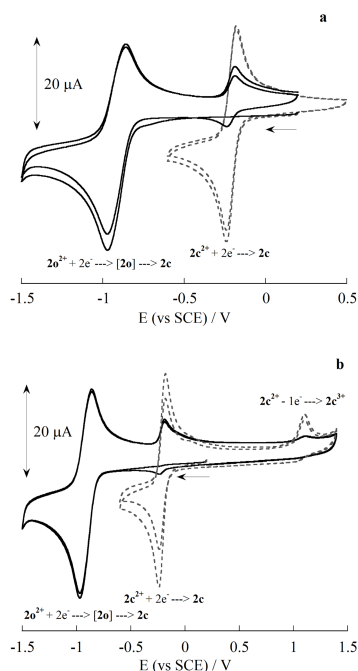 a
20 µA
2o²⁺ + 2e⁻ ---> [2o] ---> 2c
2c²⁺ + 2e⁻ ---> 2c
-1.5 -1 -0.5 0 0.5
E (vs SCE) / V
b
2c²⁺ - 1e⁻ ---> 2c³⁺
20 µA
2c²⁺ + 2e⁻ ---> 2c
2o²⁺ + 2e⁻ ---> [2o] ---> 2c
-1.5 -1 -0.5 0 0.5 1 1.5
E (vs SCE) / V